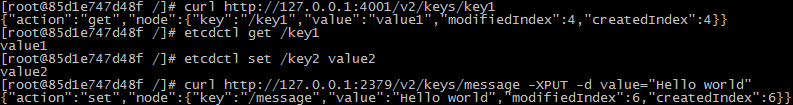 [root@85d1e747d48f /]# curl http://127.0.0.1:4001/v2/keys/key1
{"action":"get","node":{"key":"/key1","value":"value1","modifiedIndex":4,"createdIndex":4}}
[root@85d1e747d48f /]# etcdctl get /key1
value1
[root@85d1e747d48f /]# etcdctl set /key2 value2
value2
[root@85d1e747d48f /]# curl http://127.0.0.1:2379/v2/keys/message -XPUT -d value="Hello world"
{"action":"set","node":{"key":"/message","value":"Hello world","modifiedIndex":6,"createdIndex":6}}